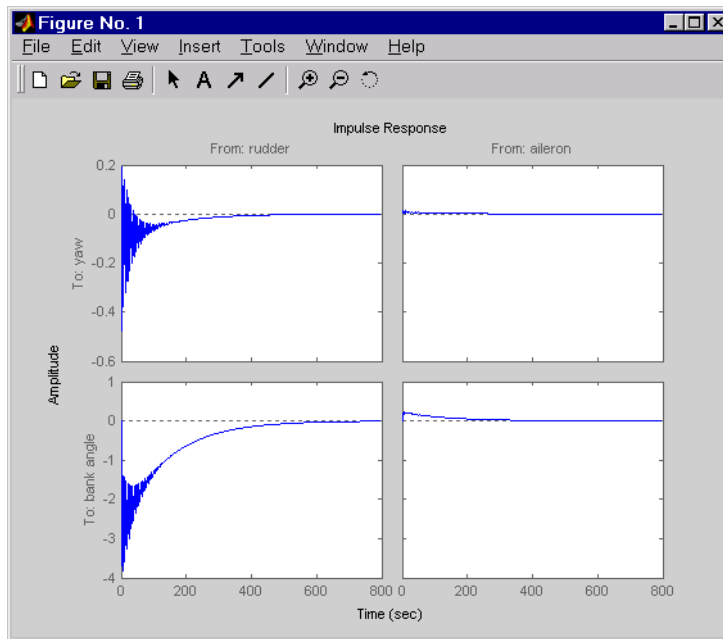 Figure No. 1
File Edit View Insert Tools Window Help
A
Impulse Response
From: rudder
From: aileron
0.2
0
-0.2
-0.4
-0.6
To: yaw
Amplitude
1
0
-1
-2
-3
-4
To: bank angle
0 200 400 600 800 0 200 400 600 800
Time (sec)